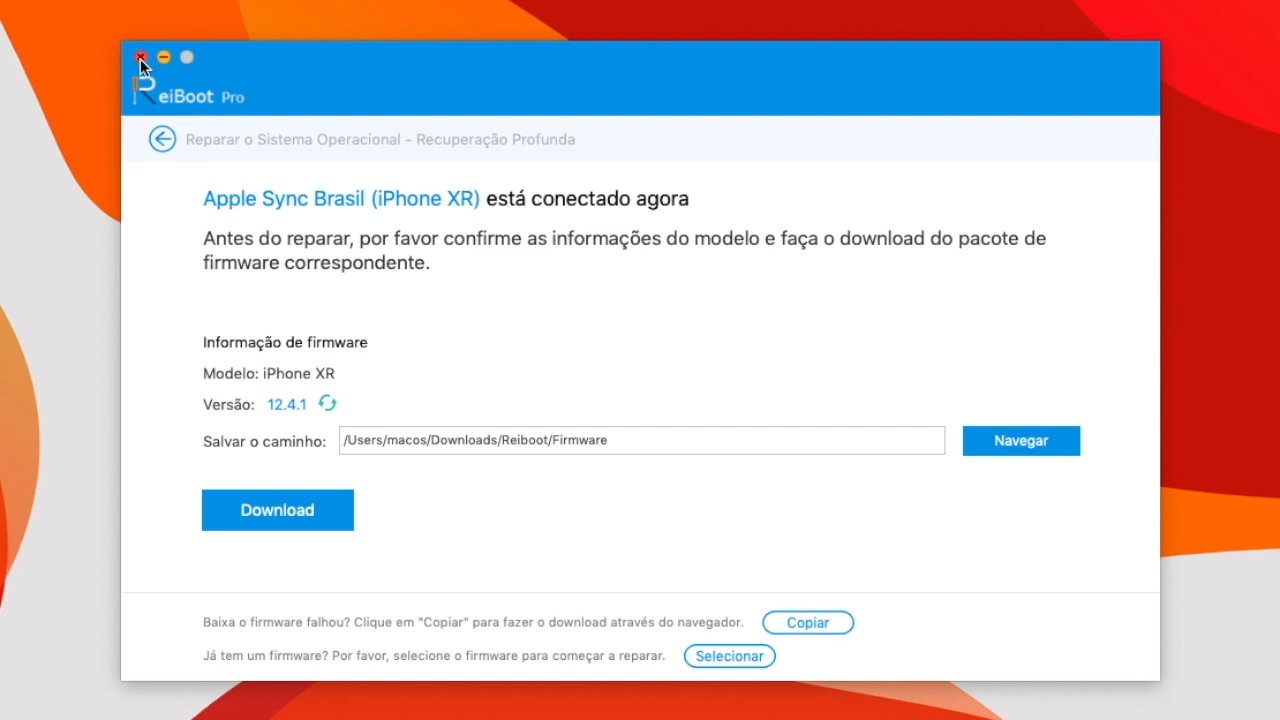 ReiBoot Pro
Reparar o Sistema Operacional - Recuperação Profunda
Apple Sync Brasil (iPhone XR) está conectado agora
Antes do reparar, por favor confirme as informações do modelo e faça o download do pacote de
firmware correspondente.
Informação de firmware
Modelo: iPhone XR
Versão: 12.4.1
Salvar o caminho: /Users/macos/Downloads/Reiboot/Firmware Navegar
Download
Baixa o firmware falhou? Clique em "Copiar" para fazer o download através do navegador. Copiar
Já tem um firmware? Por favor, selecione o firmware para começar a reparar. Selecionar